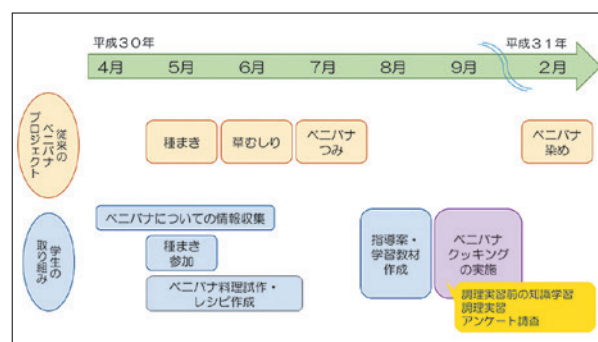 平成30年
平成31年
4月 5月 6月 7月 8月 9月 2月
従来の
ベニバナ
プロジェクト
種まき
草むしり
ベニバナ
つみ
ベニバナ
染め
学生の
取り組み
ベニバナについての情報収集
種まき
参加
ベニバナ料理試作・
レシピ作成
指導案・
学習教材
作成
ベニバナ
クッキング
の実施
調理実習前の知識学習
調理実習
アンケート調査